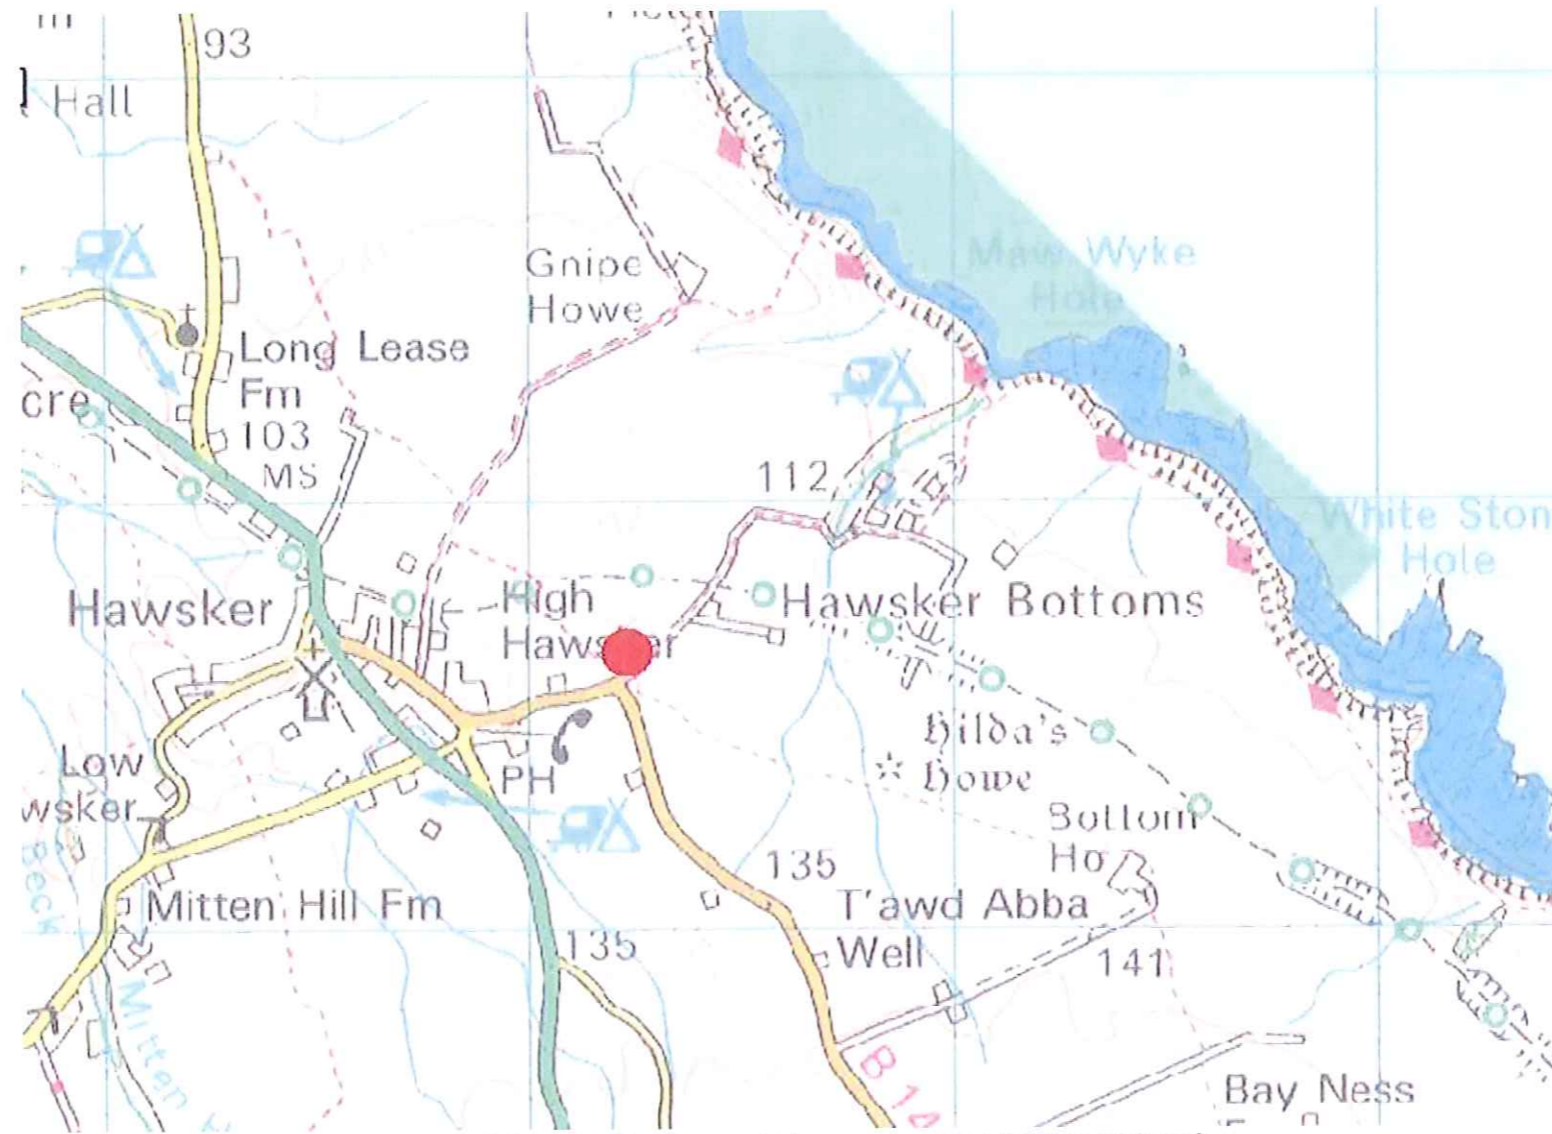 93
Hall
Gnipe
Howe
Maw Wyke
Hole
Long Lease
Fm
103
MS
cre
112
White Ston
Hole
Hawsker
High
Hawsker
Hawsker Bottoms
Hilda's
Howe
Low
wsker
PH
Bottom
Ho
135
Beck
Mitten Hill Fm
T'awd Abba
Well
135
141
Mitten
B 14
Bay Ness